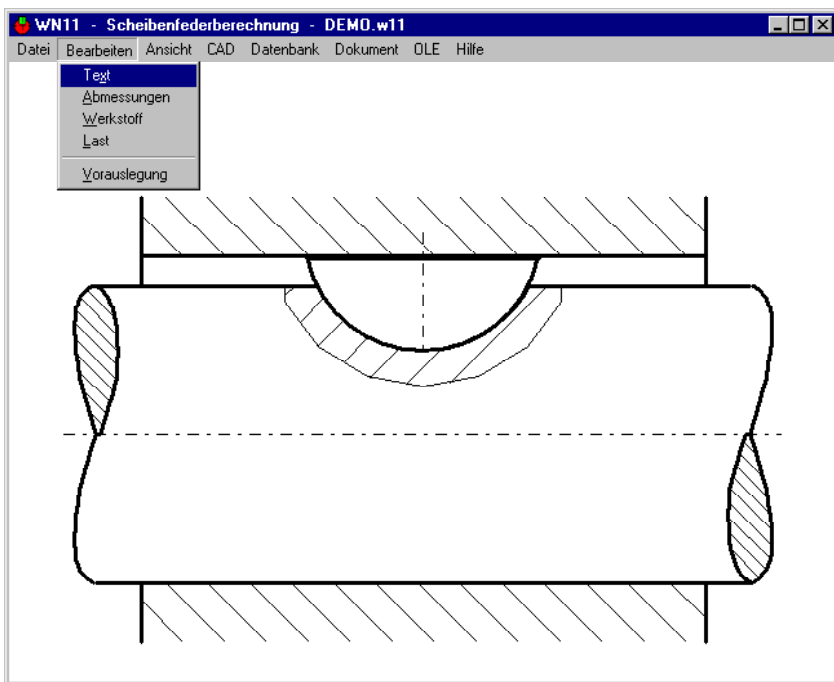 WN11 - Scheibenfederberechnung - DEMO.w11
Datei Bearbeiten Ansicht CAD Datenbank Dokument OLE Hilfe
Text
Abmessungen
Werkstoff
Last
Vorauslegung